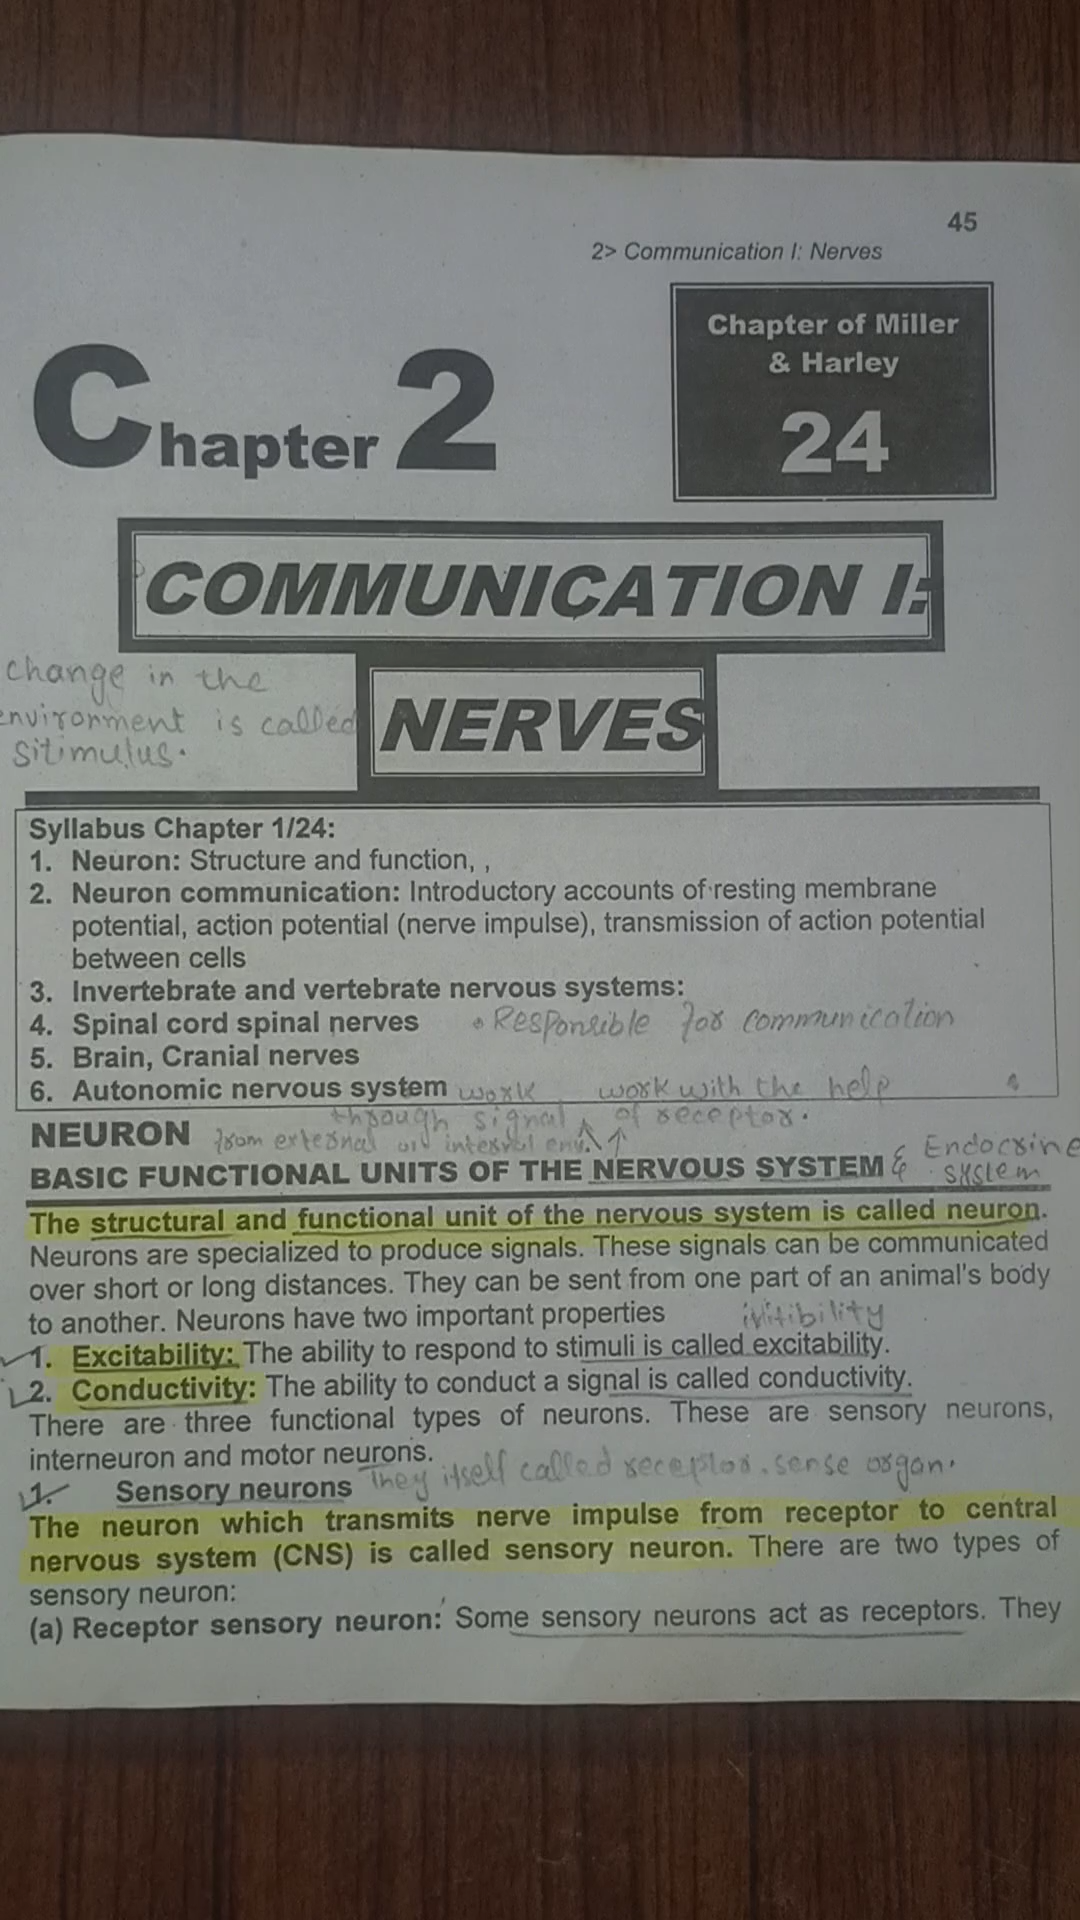 45
2> Communication I: Nerves
Chapter of Miller
& Harley
24
Chapter 2
COMMUNICATION I:
NERVES
change in the
environment is called
sitimulus.
Syllabus Chapter 1/24:
1. Neuron: Structure and function, ,
2. Neuron communication: Introductory accounts of resting membrane
potential, action potential (nerve impulse), transmission of action potential
between cells
3. Invertebrate and vertebrate nervous systems:
4. Spinal cord spinal nerves • Responsible for communication
5. Brain, Cranial nerves
6. Autonomic nervous system work work with the help
through signal of receptor.
NEURON from external or internal env.
BASIC FUNCTIONAL UNITS OF THE NERVOUS SYSTEM & Endocrine
system
The structural and functional unit of the nervous system is called neuron.
Neurons are specialized to produce signals. These signals can be communicated
over short or long distances. They can be sent from one part of an animal's body
to another. Neurons have two important properties
1. Excitability: The ability to respond to stimuli is called excitability.
2. Conductivity: The ability to conduct a signal is called conductivity.
There are three functional types of neurons. These are sensory neurons,
interneuron and motor neurons.
1. Sensory neurons They itself called receptor. sense organ.
The neuron which transmits nerve impulse from receptor to central
nervous system (CNS) is called sensory neuron. There are two types of
sensory neuron:
(a) Receptor sensory neuron: Some sensory neurons act as receptors. They